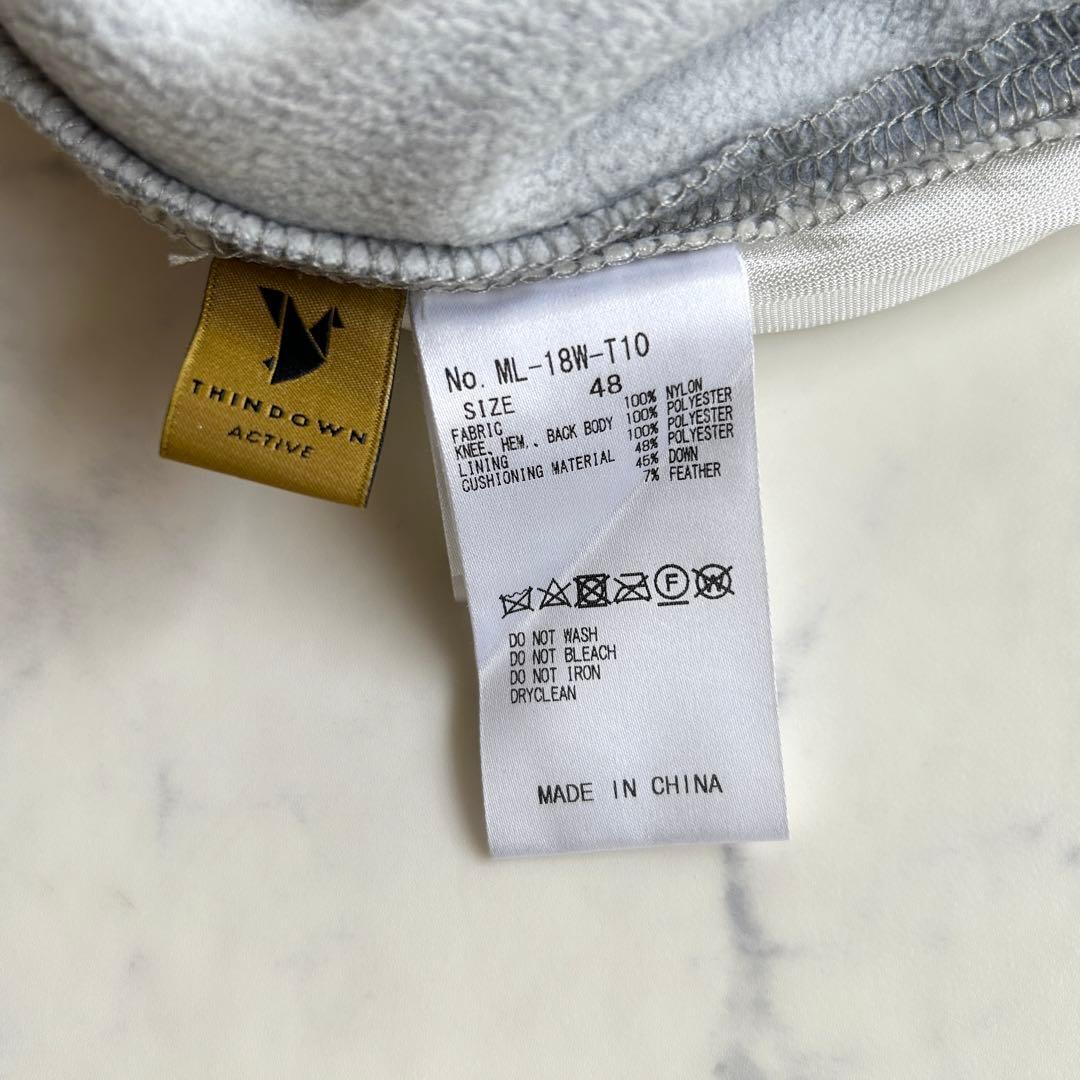 THINDOWN
ACTIVE
No. ML-18W-T10
SIZE 48
FABRIC 100% NYLON
KNEE, HEM., BACK BODY 100% POLYESTER
LINING 100% POLYESTER
CUSHIONING MATERIAL 48% POLYESTER
45% DOWN
7% FEATHER
F W
DO NOT WASH
DO NOT BLEACH
DO NOT IRON
DRYCLEAN
MADE IN CHINA